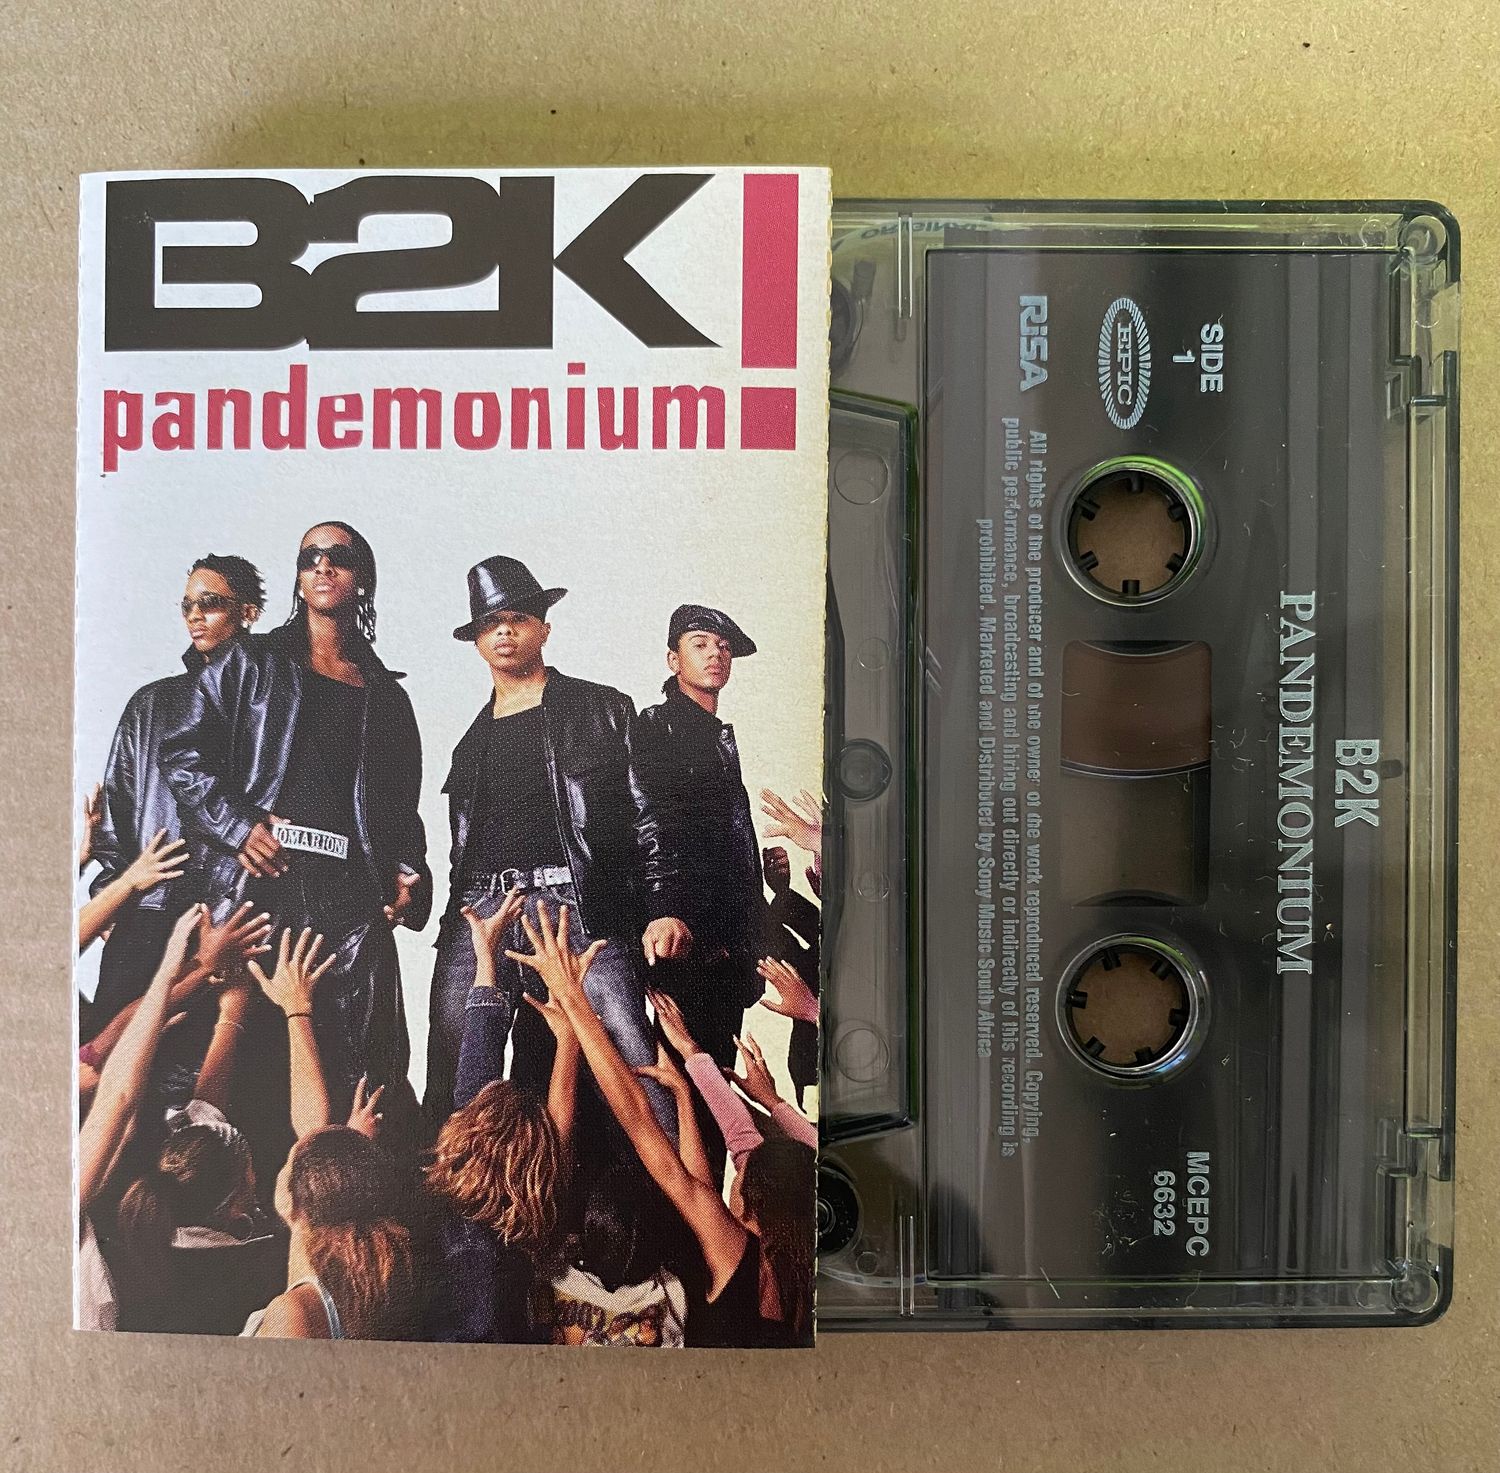 B2K!
pandemonium!
OMARION
2002
ORIGINAL
SIDE
1
EPIC
RiSA
B2K
PANDEMONIUM
All rights of the producer and of the owner of the work reproduced reserved. Copying,
public performance, broadcasting and hiring out directly or indirectly of this recording is
prohibited. Marketed and Distributed by Sony Music South Africa
MCEPC
6632